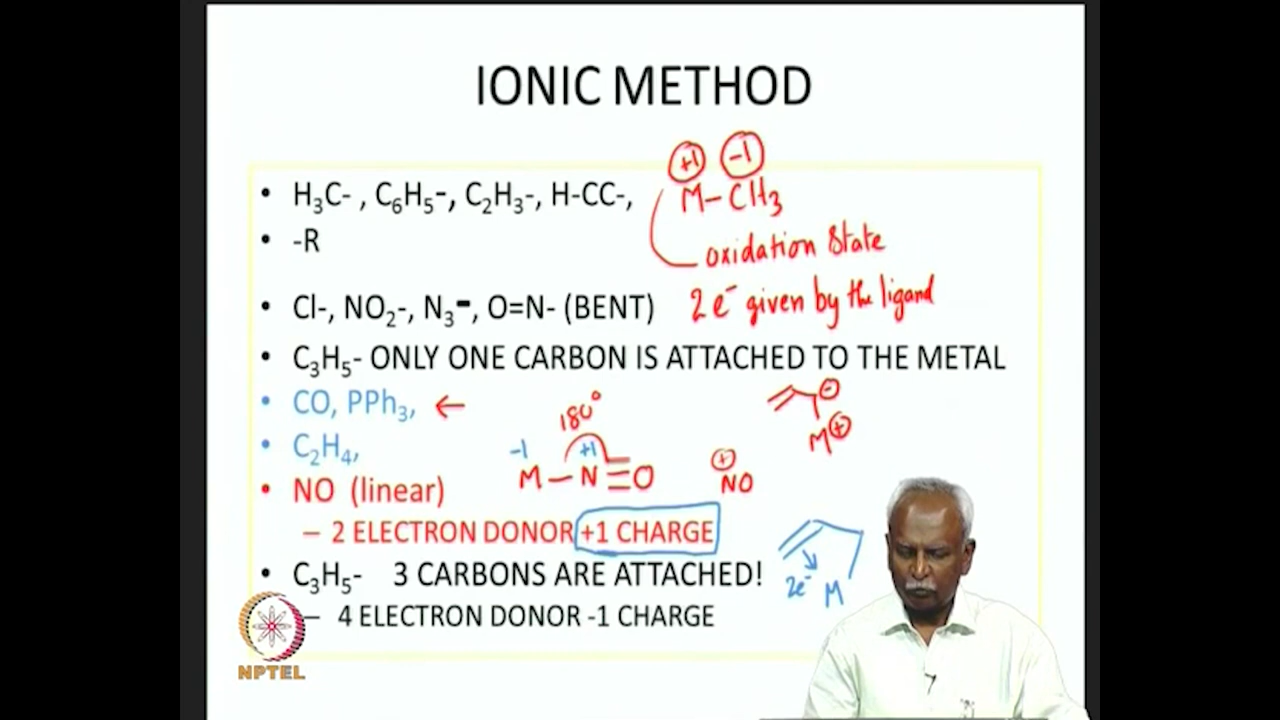 IONIC METHOD
+1 -1
• H₃C- , C₆H₅-, C₂H₃-, H-CC-, M-CH₃
• -R
oxidation state
• Cl-, NO₂-, N₃-, O=N- (BENT) 2e⁻ given by the ligand
• C₃H₅- ONLY ONE CARBON IS ATTACHED TO THE METAL
• CO, PPh₃, ←
180°
M⊕
• C₂H₄,
-1 +1
• NO (linear) M-N≡O ⊕NO
– 2 ELECTRON DONOR +1 CHARGE
• C₃H₅- 3 CARBONS ARE ATTACHED!
2e⁻ M
– 4 ELECTRON DONOR -1 CHARGE
NPTEL